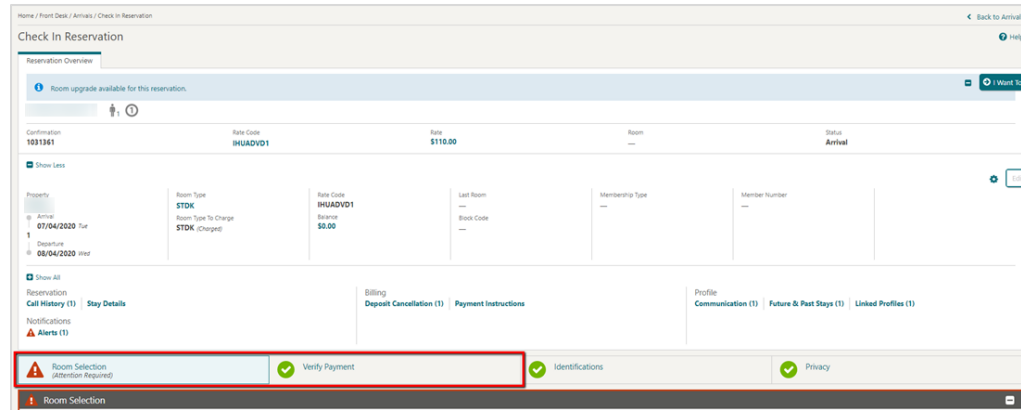 Home / Front Desk / Arrivals / Check In Reservation
Back to Arrival
Check In Reservation
Help
Reservation Overview
Room upgrade available for this reservation.
I Want To
1 1
Confirmation Rate Code Rate Room Status
1031361 IHUADVD1 $110.00 — Arrival
Show Less
Edi
Property Room Type Rate Code Last Room Membership Type Member Number
STDK IHUADVD1 — — —
Arrival Room Type To Charge Balance Block Code
07/04/2020 Tue STDK (Charged) $0.00 —
1
Departure
08/04/2020 Wed
Show All
Reservation Billing Profile
Call History (1) Stay Details Deposit Cancellation (1) Payment Instructions Communication (1) Future & Past Stays (1) Linked Profiles (1)
Notifications
Alerts (1)
Room Selection Verify Payment Identifications Privacy
(Attention Required)
Room Selection